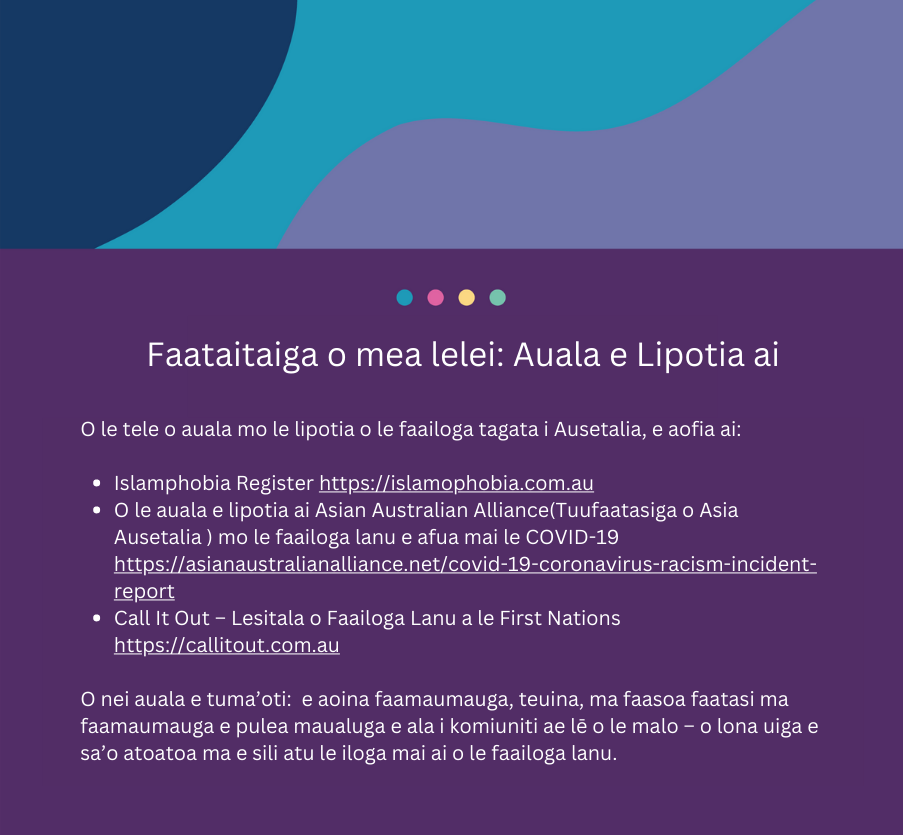 Faataitaiga o mea lelei: Auala e Lipotia ai
O le tele o auala mo le lipotia o le faailoga tagata i Ausetalia, e aofia ai:
• Islamphobia Register https://islamophobia.com.au
• O le auala e lipotia ai Asian Australian Alliance(Tuufaatasiga o Asia
Ausetalia ) mo le faailoga lanu e afua mai le COVID-19
https://asianaustralianalliance.net/covid-19-coronavirus-racism-incident-
report
• Call It Out – Lesitala o Faailoga Lanu a le First Nations
https://callitout.com.au
O nei auala e tuma’oti:  e aoina faamaumauga, teuina, ma faasoa faatasi ma
faamaumauga e pulea maualuga e ala i komiuniti ae lē o le malo – o lona uiga e
sa’o atoatoa ma e sili atu le iloga mai ai o le faailoga lanu.